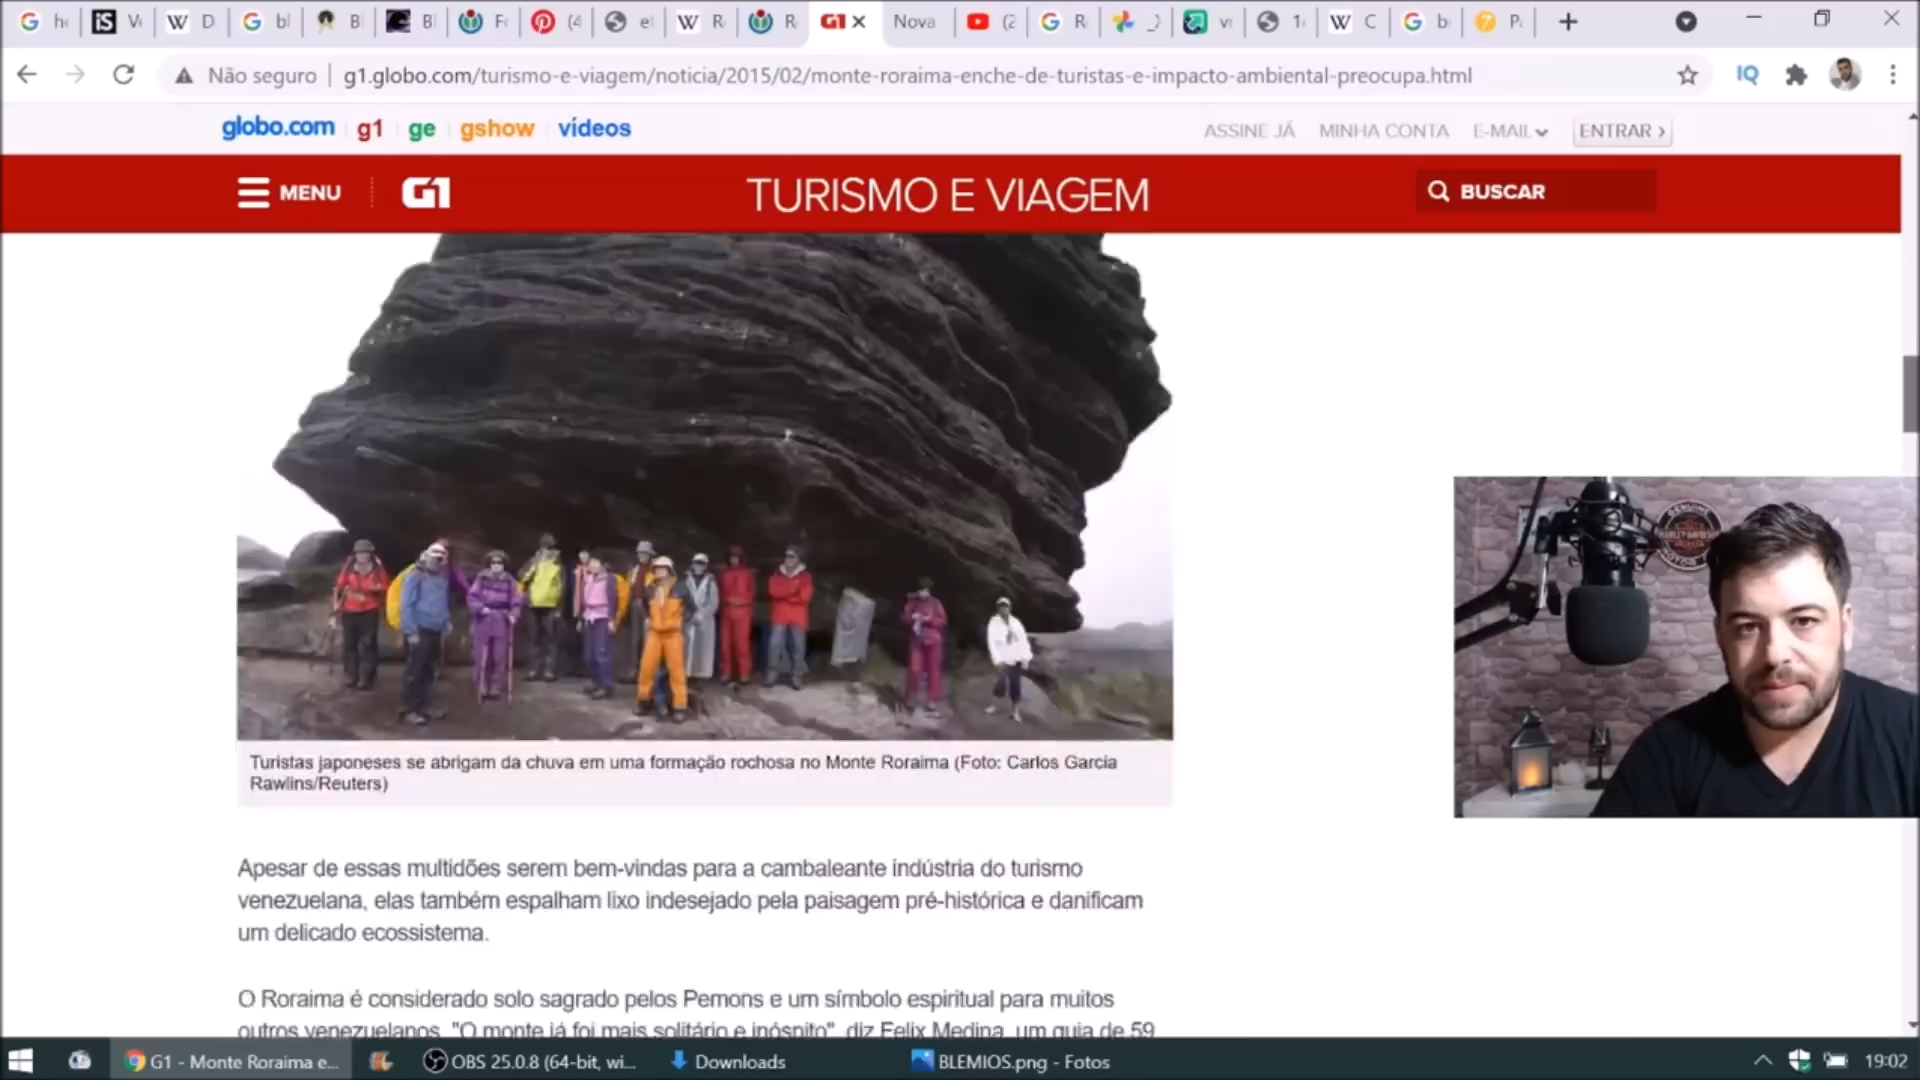 Nova
Não seguro
g1.globo.com/turismo-e-viagem/noticia/2015/02/monte-roraima-enche-de-turistas-e-impacto-ambiental-preocupa.html
IQ
globo.com g1 ge gshow vídeos
ASSINE JÁ MINHA CONTA E-MAIL ENTRAR ›
MENU G1 TURISMO E VIAGEM BUSCAR
Turistas japoneses se abrigam da chuva em uma formação rochosa no Monte Roraima (Foto: Carlos Garcia
Rawlins/Reuters)
Apesar de essas multidões serem bem-vindas para a cambaleante indústria do turismo
venezuelana, elas também espalham lixo indesejado pela paisagem pré-histórica e danificam
um delicado ecossistema.
O Roraima é considerado solo sagrado pelos Pemons e um símbolo espiritual para muitos
outros venezuelanos. "O monte já foi mais solitário e inóspito", diz Felix Medina, um guia de 59
G1 - Monte Roraima e... OBS 25.0.8 (64-bit, wi... Downloads BLEMIOS.png - Fotos 19:02